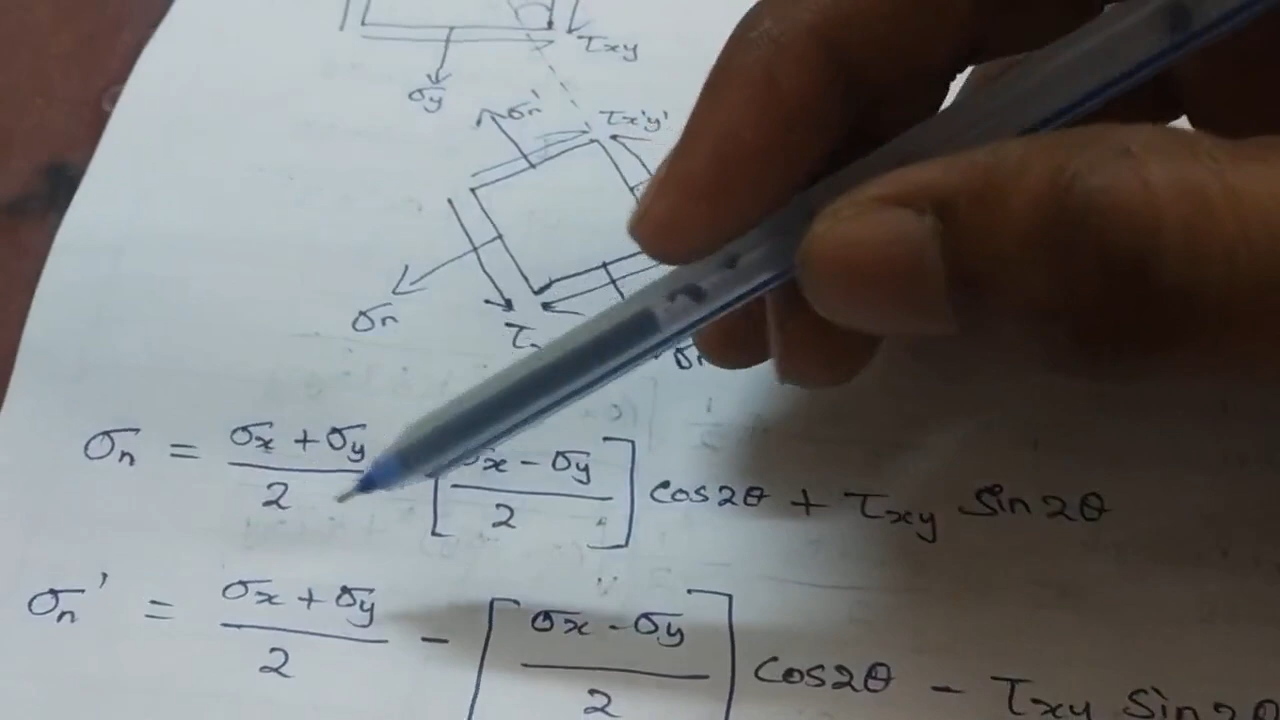 τxy
σy
σn' τx'y'
σn
τ
σn = σx + σy / 2 [σx - σy / 2] cos2θ + τxy sin2θ
σn' = σx + σy / 2 - [σx - σy / 2] cos2θ - τxy sin2θ